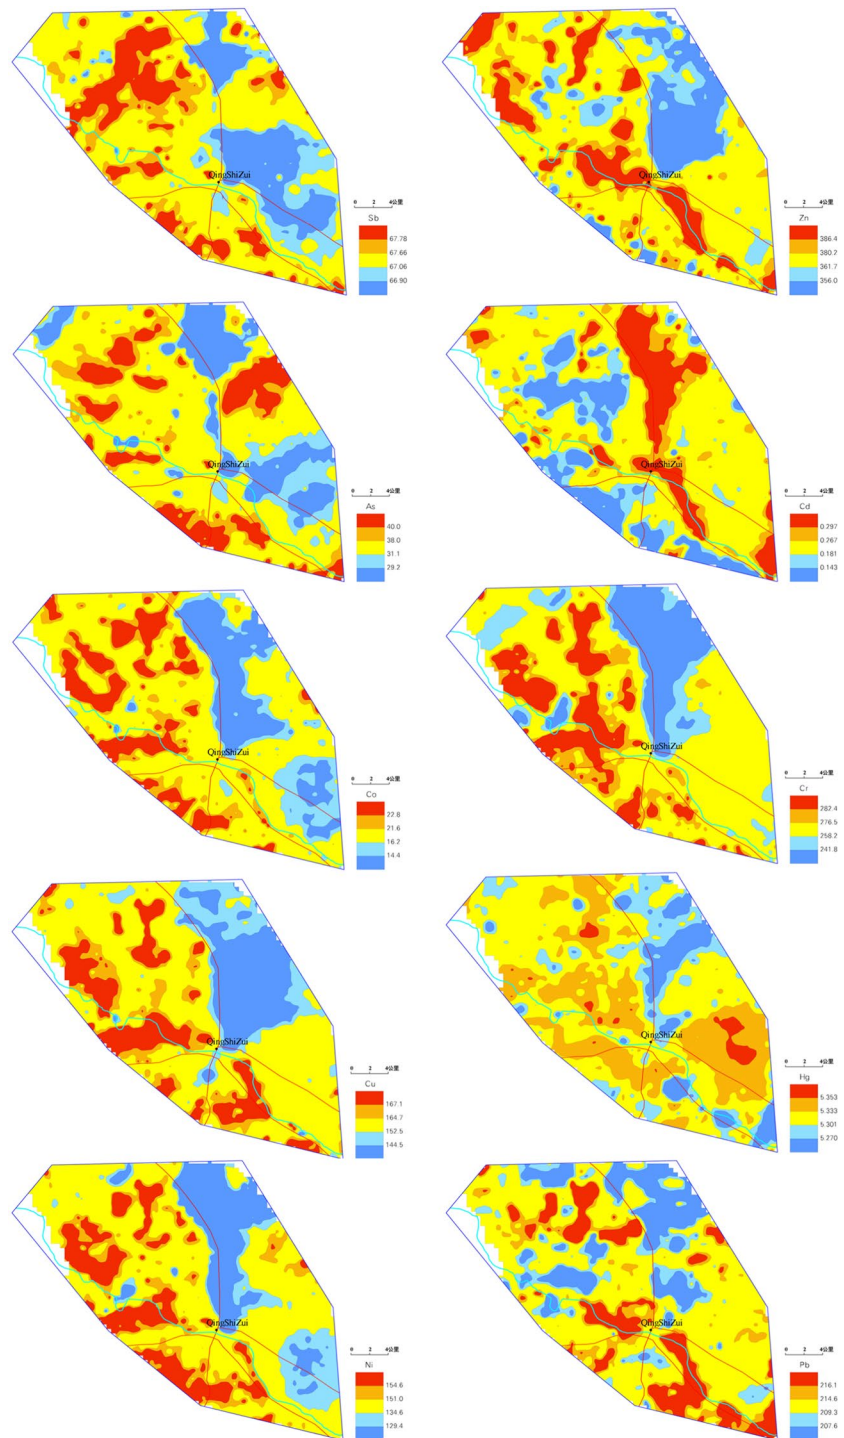 QingShiZui
0 2 4公里
Sb
67.78
67.66
67.06
66.90
QingShiZui
0 2 4公里
Zn
386.4
380.2
361.7
356.0
QingShiZui
0 2 4公里
As
40.0
38.0
31.1
29.2
QingShiZui
0 2 4公里
Cd
0.297
0.267
0.181
0.143
QingShiZui
0 2 4公里
Co
22.8
21.6
16.2
14.4
QingShiZui
0 2 4公里
Cr
282.4
276.5
258.2
241.8
QingShiZui
0 2 4公里
Cu
167.1
164.7
152.5
144.5
QingShiZui
0 2 4公里
Hg
5.353
5.333
5.301
5.270
QingShiZui
0 2 4公里
Ni
154.6
151.0
134.6
129.4
QingShiZui
0 2 4公里
Pb
216.1
214.6
209.3
207.6